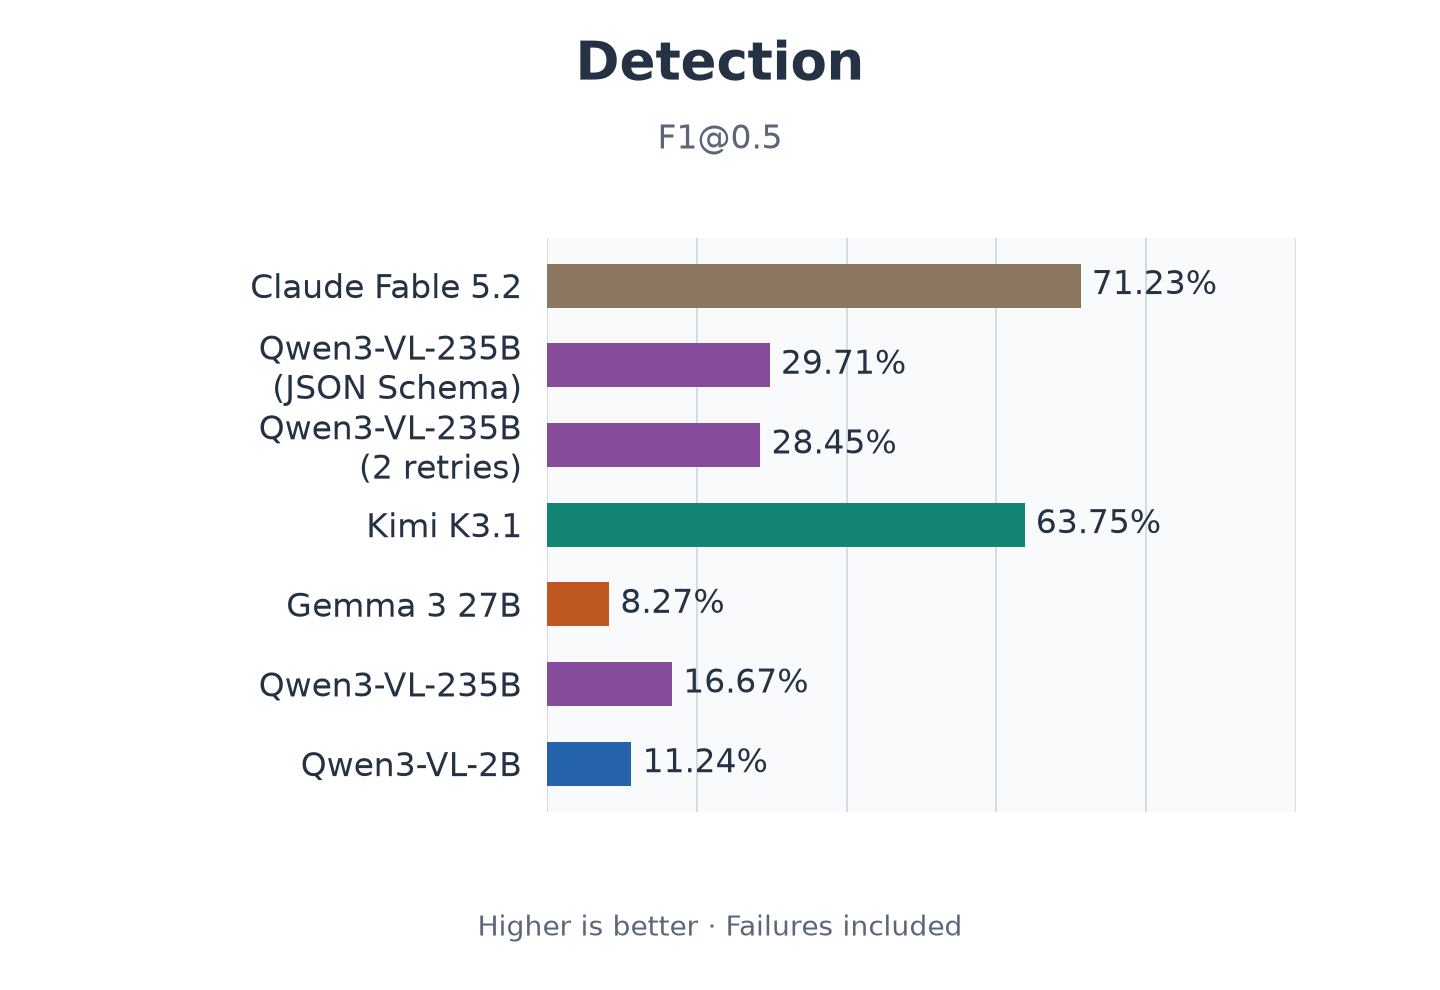 Detection
F1@0.5
Claude Fable 5.2
71.23%
Qwen3-VL-235B
(JSON Schema)
29.71%
Qwen3-VL-235B
(2 retries)
28.45%
Kimi K3.1
63.75%
Gemma 3 27B
8.27%
Qwen3-VL-235B
16.67%
Qwen3-VL-2B
11.24%
Higher is better · Failures included